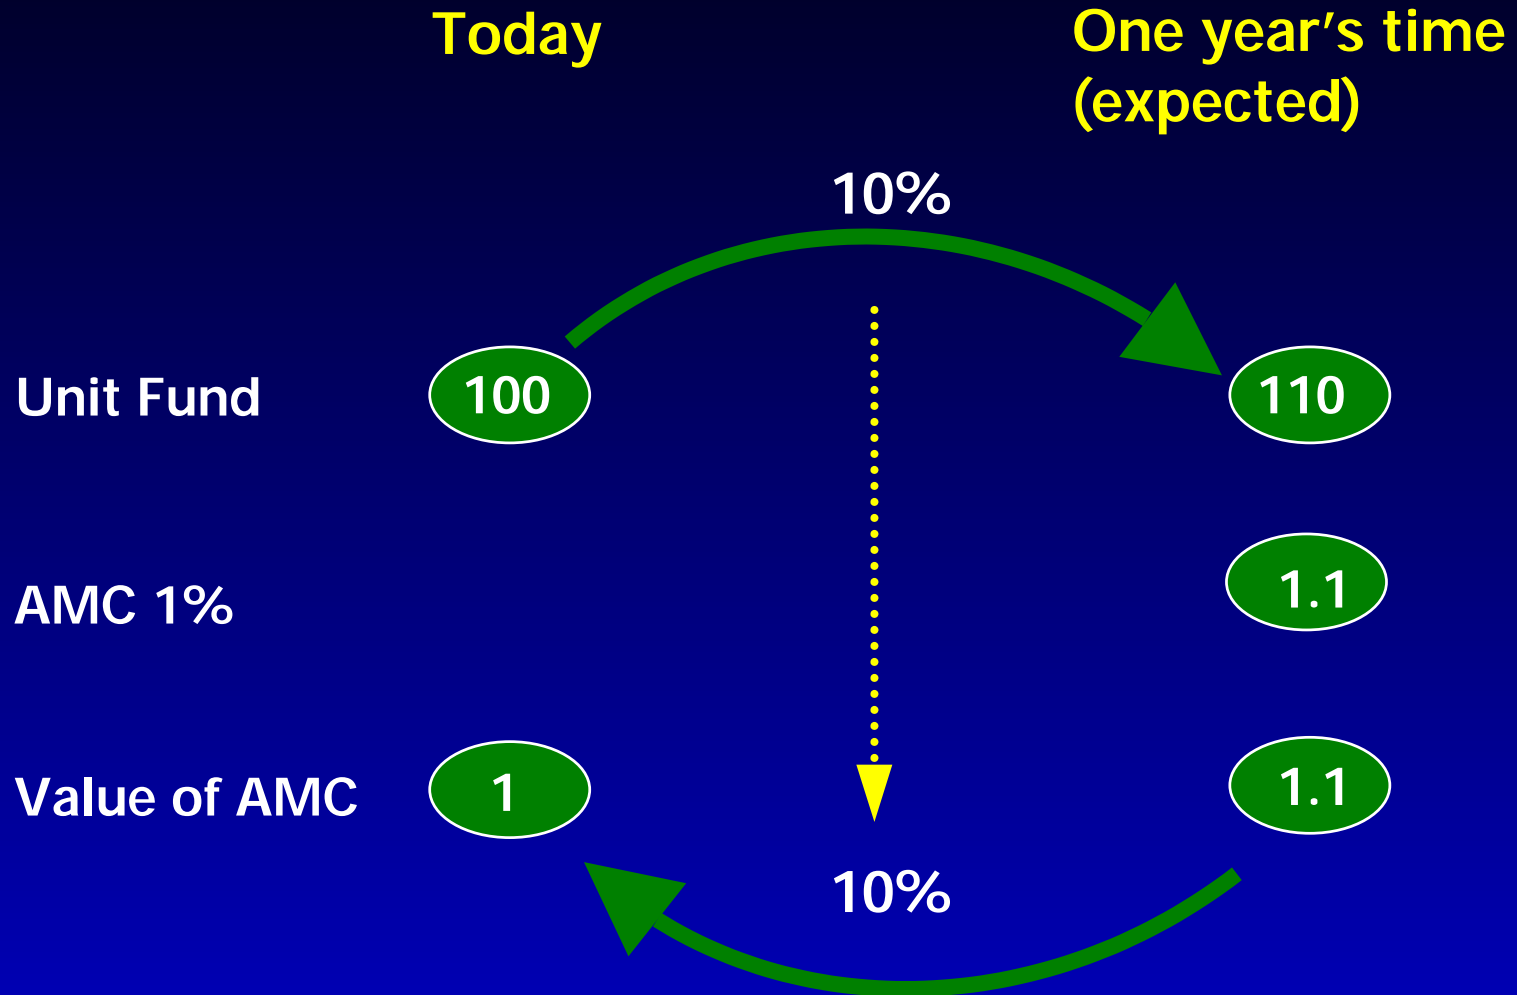 Today
One year’s time
(expected)
10%
Unit Fund
100
110
AMC 1%
1.1
Value of AMC
1
1.1
10%